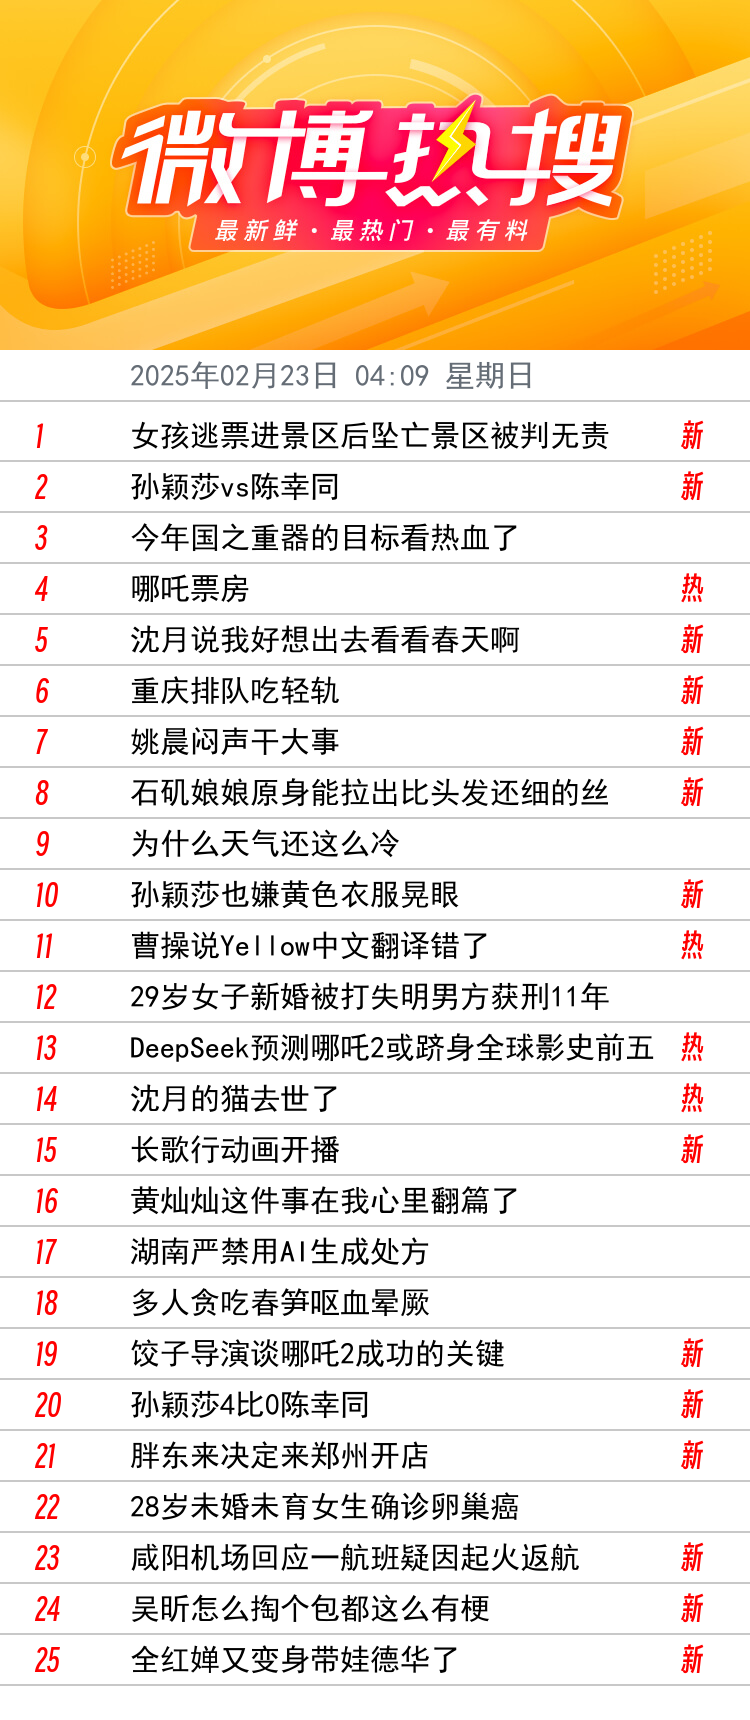 微博热搜
最新鲜·最热门·最有料
2025年02月23日 04:09 星期日
1 女孩逃票进景区后坠亡景区被判无责 新
2 孙颖莎vs陈幸同 新
3 今年国之重器的目标看热血了
4 哪吒票房 热
5 沈月说我好想出去看看春天啊 新
6 重庆排队吃轻轨 新
7 姚晨闷声干大事 新
8 石矶娘娘原身能拉出比头发还细的丝 新
9 为什么天气还这么冷
10 孙颖莎也嫌黄色衣服晃眼 新
11 曹操说Yellow中文翻译错了 热
12 29岁女子新婚被打失明男方获刑11年
13 DeepSeek预测哪吒2或跻身全球影史前五 热
14 沈月的猫去世了 热
15 长歌行动画开播 新
16 黄灿灿这件事在我心里翻篇了
17 湖南严禁用AI生成处方
18 多人贪吃春笋呕血晕厥
19 饺子导演谈哪吒2成功的关键 新
20 孙颖莎4比0陈幸同 新
21 胖东来决定来郑州开店 新
22 28岁未婚未育女生确诊卵巢癌
23 咸阳机场回应一航班疑因起火返航 新
24 吴昕怎么掏个包都这么有梗 新
25 全红婵又变身带娃德华了 新